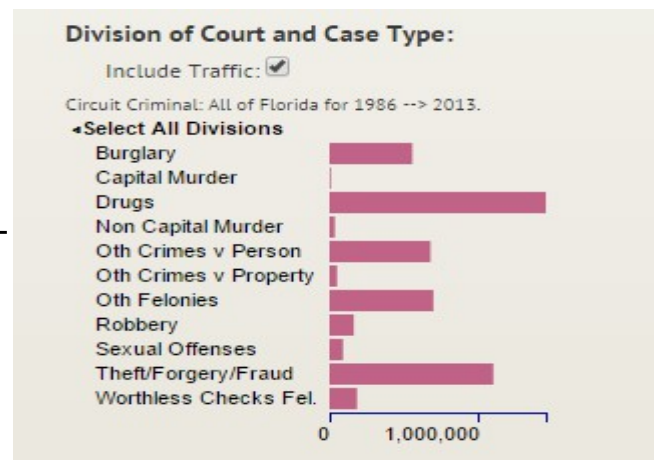 Division of Court and Case Type:
Include Traffic:
Circuit Criminal: All of Florida for 1986 --> 2013.
◂Select All Divisions
Burglary
Capital Murder
Drugs
Non Capital Murder
Oth Crimes v Person
Oth Crimes v Property
Oth Felonies
Robbery
Sexual Offenses
Theft/Forgery/Fraud
Worthless Checks Fel.
0 1,000,000